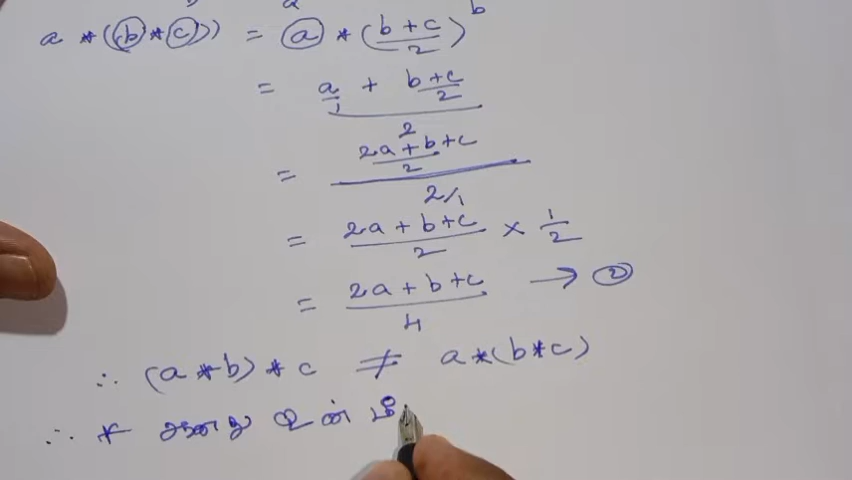 a * (b * c) = a * (b + c / 2) b
= a/1 + b + c / 2
2
= 2a + b + c / 2
2/1
= 2a + b + c / 2 × 1/2
= 2a + b + c / 4 → ②
∴ (a * b) * c ≠ a * (b * c)
∴ *